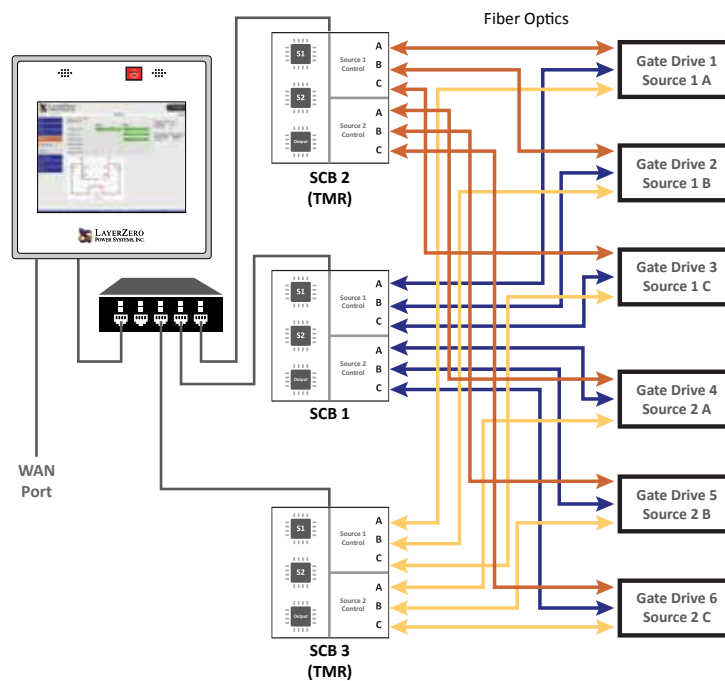 Fiber Optics
S1
S2
Output
Source 1
Control
Source 2
Control
A
B
C
A
B
C
SCB 2
(TMR)
Gate Drive 1
Source 1 A
Gate Drive 2
Source 1 B
LAYERZERO
POWER SYSTEMS, INC.
Gate Drive 3
Source 1 C
S1
S2
Output
Source 1
Control
Source 2
Control
A
B
C
A
B
C
SCB 1
Gate Drive 4
Source 2 A
WAN
Port
Gate Drive 5
Source 2 B
S1
S2
Output
Source 1
Control
Source 2
Control
A
B
C
A
B
C
SCB 3
(TMR)
Gate Drive 6
Source 2 C